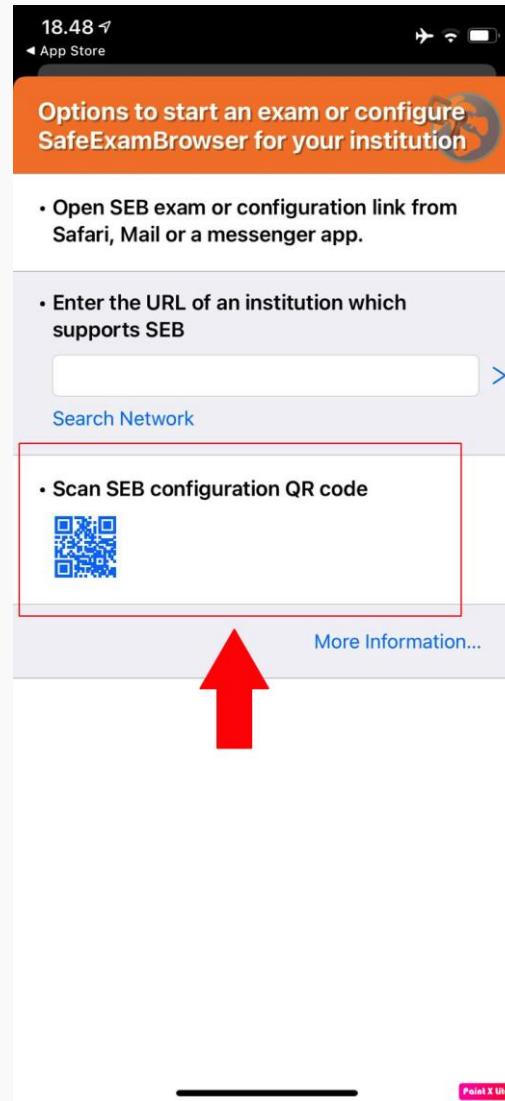 18.48
◀ App Store
Options to start an exam or configure
SafeExamBrowser for your institution
• Open SEB exam or configuration link from
Safari, Mail or a messenger app.
• Enter the URL of an institution which
supports SEB
>
Search Network
• Scan SEB configuration QR code
More Information...
Paint X Lite